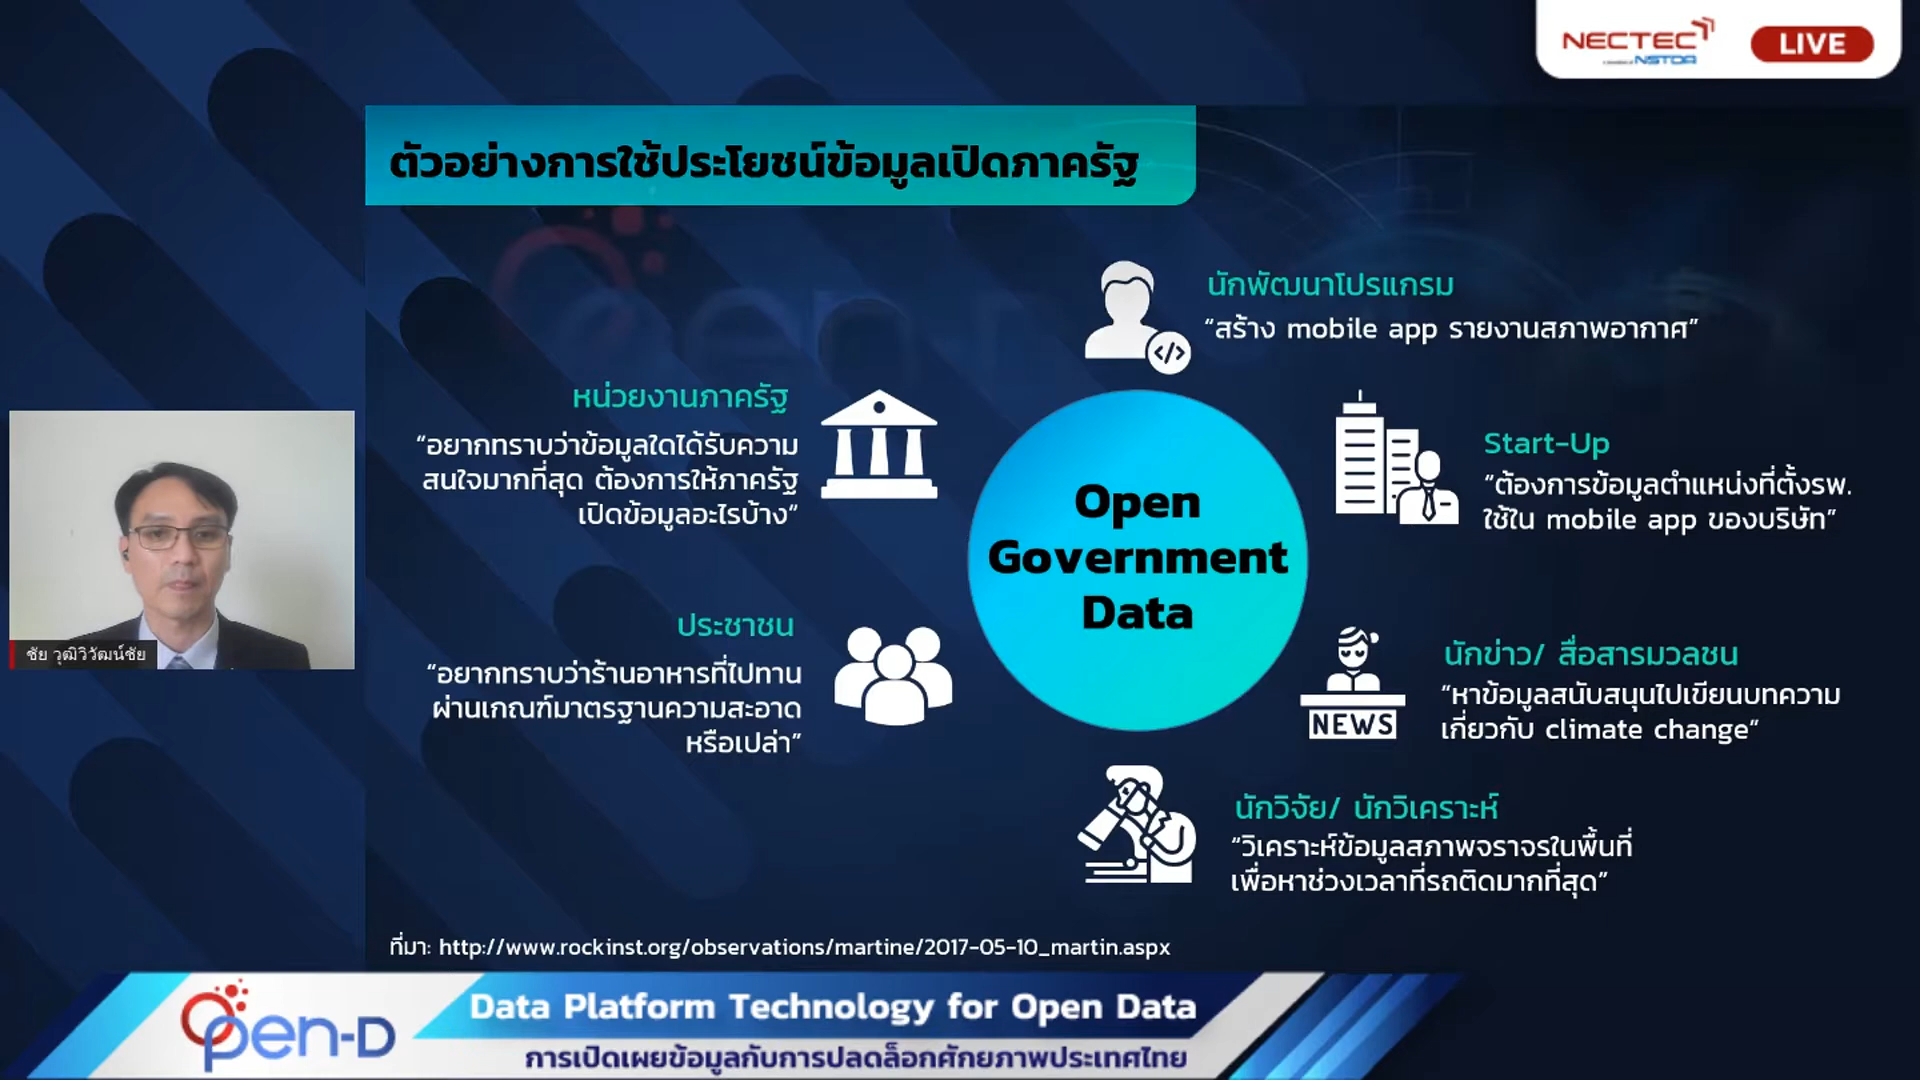 NECTEC
NSTDA
LIVE
ตัวอย่างการใช้ประโยชน์ข้อมูลเปิดภาครัฐ
นักพัฒนาโปรแกรม
“สร้าง mobile app รายงานสภาพอากาศ”
หน่วยงานภาครัฐ
“อยากทราบว่าข้อมูลใดได้รับความ
สนใจมากที่สุด ต้องการให้ภาครัฐ
เปิดข้อมูลอะไรบ้าง”
Open
Government
Data
Start-Up
“ต้องการข้อมูลตำแหน่งที่ตั้งรพ.
ใช้ใน mobile app ของบริษัท”
ประชาชน
“อยากทราบว่าร้านอาหารที่ไปทาน
ผ่านเกณฑ์มาตรฐานความสะอาด
หรือเปล่า”
NEWS
นักข่าว/ สื่อสารมวลชน
“หาข้อมูลสนับสนุนไปเขียนบทความ
เกี่ยวกับ climate change”
นักวิจัย/ นักวิเคราะห์
“วิเคราะห์ข้อมูลสภาพจราจรในพื้นที่
เพื่อหาช่วงเวลาที่รถติดมากที่สุด”
ชัย วุฒิวิวัฒน์ชัย
ที่มา: http://www.rockinst.org/observations/martine/2017-05-10_martin.aspx
Open-D
Data Platform Technology for Open Data
การเปิดเผยข้อมูลกับการปลดล็อกศักยภาพประเทศไทย